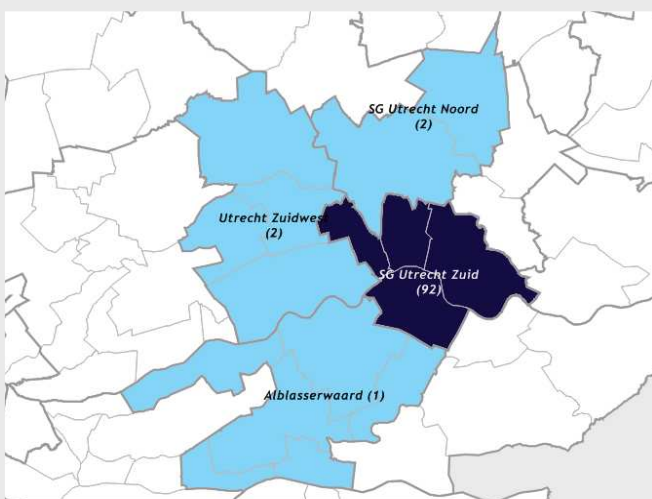 SG Utrecht Noord
(2)
Utrecht Zuidwest
(2)
SG Utrecht Zuid
(92)
Alblasserwaard (1)